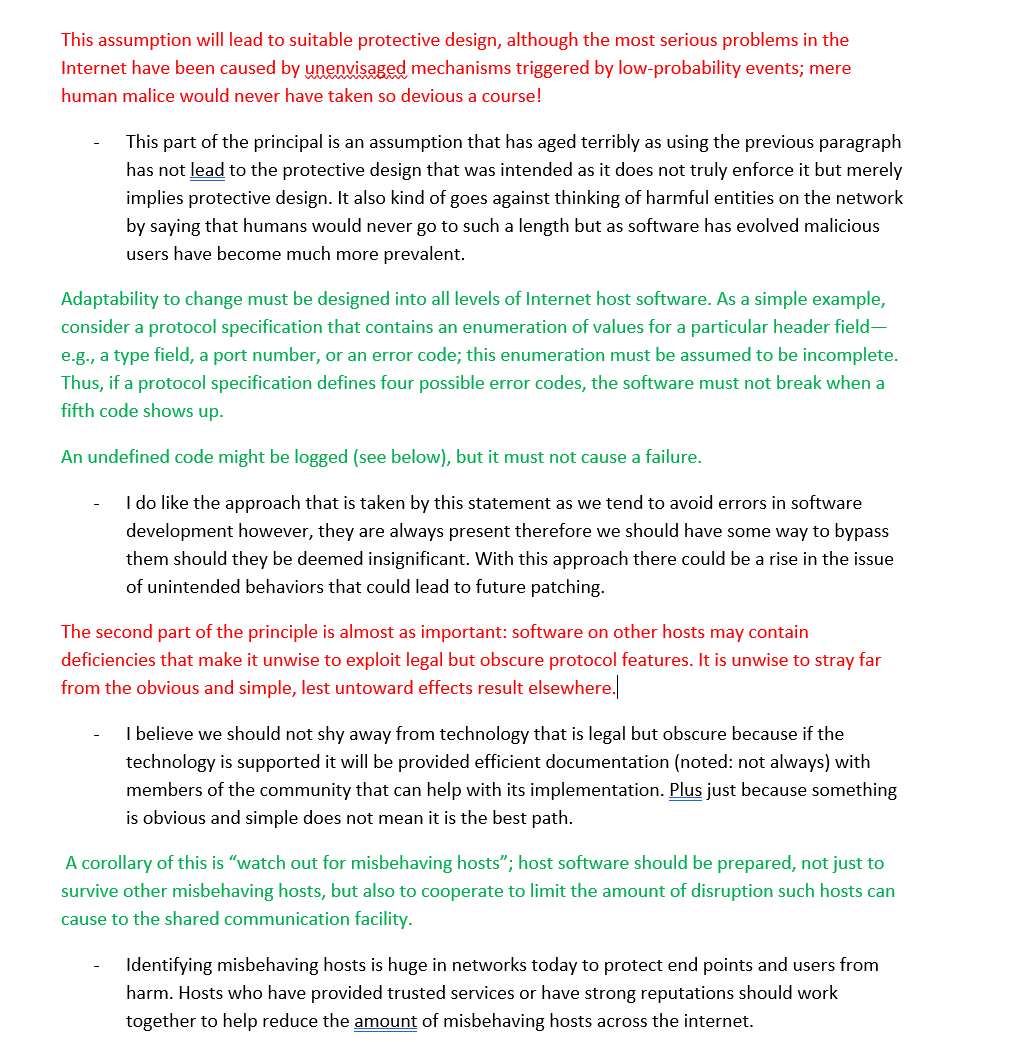 This assumption will lead to suitable protective design, although the most serious problems in the
Internet have been caused by unenvisaged mechanisms triggered by low-probability events; mere
human malice would never have taken so devious a course!
- This part of the principal is an assumption that has aged terribly as using the previous paragraph
has not lead to the protective design that was intended as it does not truly enforce it but merely
implies protective design. It also kind of goes against thinking of harmful entities on the network
by saying that humans would never go to such a length but as software has evolved malicious
users have become much more prevalent.
Adaptability to change must be designed into all levels of Internet host software. As a simple example,
consider a protocol specification that contains an enumeration of values for a particular header field—
e.g., a type field, a port number, or an error code; this enumeration must be assumed to be incomplete.
Thus, if a protocol specification defines four possible error codes, the software must not break when a
fifth code shows up.
An undefined code might be logged (see below), but it must not cause a failure.
- I do like the approach that is taken by this statement as we tend to avoid errors in software
development however, they are always present therefore we should have some way to bypass
them should they be deemed insignificant. With this approach there could be a rise in the issue
of unintended behaviors that could lead to future patching.
The second part of the principle is almost as important: software on other hosts may contain
deficiencies that make it unwise to exploit legal but obscure protocol features. It is unwise to stray far
from the obvious and simple, lest untoward effects result elsewhere.
- I believe we should not shy away from technology that is legal but obscure because if the
technology is supported it will be provided efficient documentation (noted: not always) with
members of the community that can help with its implementation. Plus just because something
is obvious and simple does not mean it is the best path.
A corollary of this is “watch out for misbehaving hosts”; host software should be prepared, not just to
survive other misbehaving hosts, but also to cooperate to limit the amount of disruption such hosts can
cause to the shared communication facility.
- Identifying misbehaving hosts is huge in networks today to protect end points and users from
harm. Hosts who have provided trusted services or have strong reputations should work
together to help reduce the amount of misbehaving hosts across the internet.